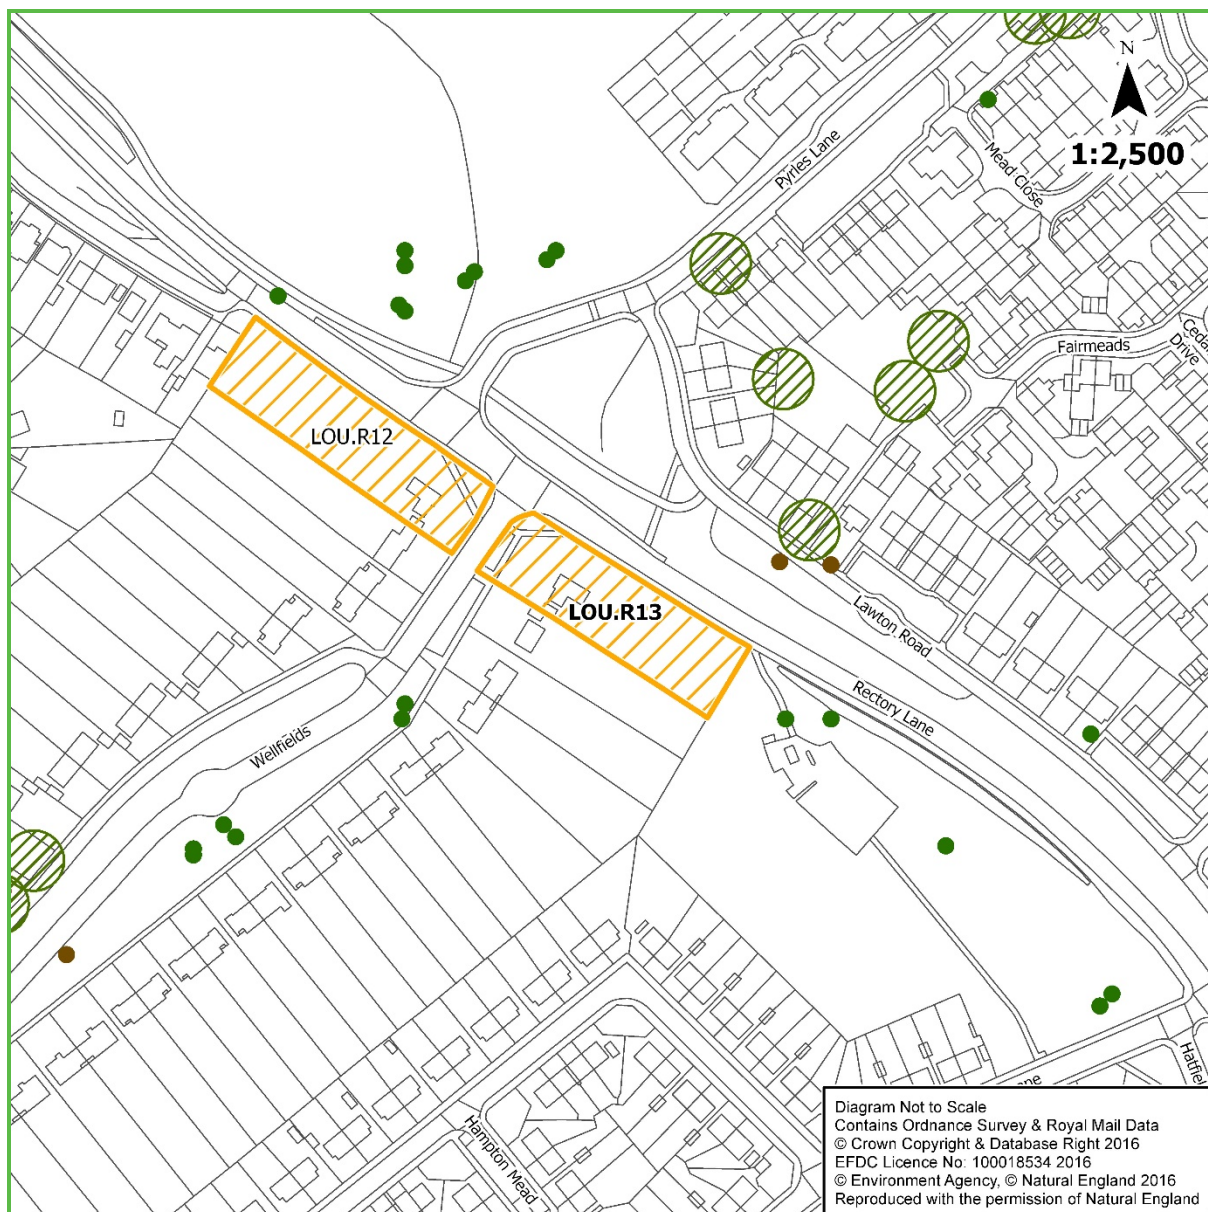 N
1:2,500
Pyrles Lane
Mead Close
Fairmeads
Cedar
Drive
LOU.R12
LOU.R13
Lawton Road
Rectory Lane
Wellfields
Hampton Mead
Diagram Not to Scale
Contains Ordnance Survey & Royal Mail Data
© Crown Copyright & Database Right 2016
EFDC Licence No: 100018534 2016
© Environment Agency, © Natural England 2016
Reproduced with the permission of Natural England